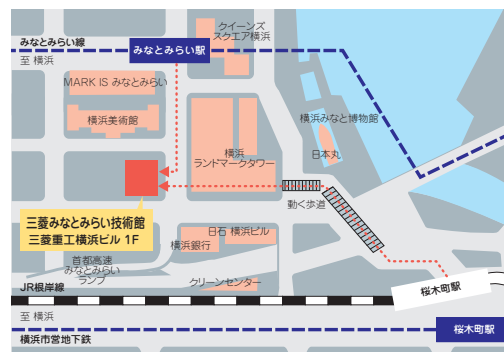 クイーンズ
スクエア横浜
みなとみらい線
みなとみらい駅
至 横浜
MARK IS みなとみらい
横浜美術館
横浜みなと博物館
日本丸
横浜
ランドマークタワー
動く歩道
三菱みなとみらい技術館
三菱重工横浜ビル 1F
日石 横浜ビル
横浜銀行
首都高速
みなとみらい
ランプ
クリーンセンター
桜木町駅
JR根岸線
至 横浜
桜木町駅
横浜市営地下鉄